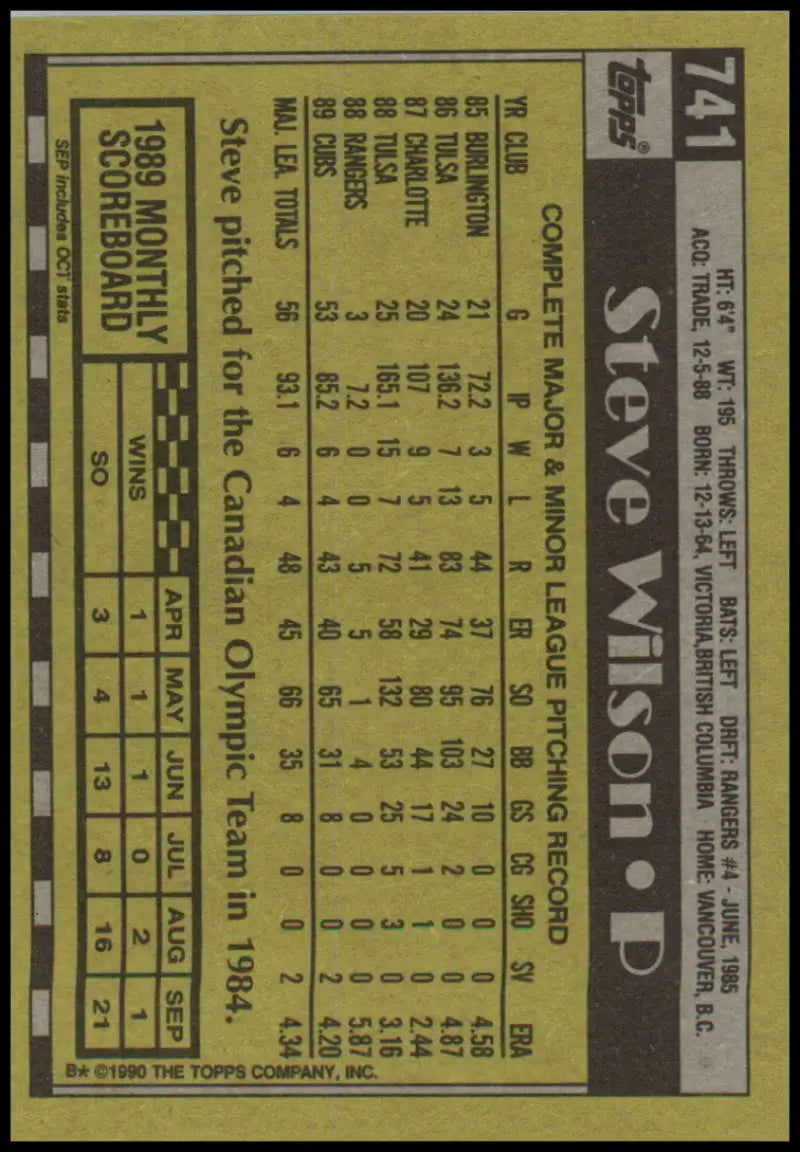 741
HT: 6'4" WT: 195 THROWS: LEFT BATS: LEFT DRFT: RANGERS #4 - JUNE, 1985
ACQ: TRADE, 12-5-88 BORN: 12-13-64, VICTORIA, BRITISH COLUMBIA HOME: VANCOUVER, B.C.
topps®
Steve Wilson • P
COMPLETE MAJOR & MINOR LEAGUE PITCHING RECORD
YR CLUB G IP W L R ER SO BB GS CG SHO SV ERA
85 BURLINGTON 21 72.2 3 5 44 37 76 27 10 0 0 0 4.58
86 TULSA 24 136.2 7 13 83 74 95 103 24 2 0 0 4.87
87 CHARLOTTE 20 107 9 5 41 29 80 44 17 1 1 0 2.44
88 TULSA 25 165.1 15 7 72 58 132 53 25 5 3 0 3.16
88 RANGERS 3 7.2 0 0 5 5 1 4 0 0 0 0 5.87
89 CUBS 53 85.2 6 4 43 40 65 31 8 0 0 2 4.20
MAJ. LEA. TOTALS 56 93.1 6 4 48 45 66 35 8 0 0 2 4.34
Steve pitched for the Canadian Olympic Team in 1984.
1989 MONTHLY
SCOREBOARD
APR MAY JUN JUL AUG SEP
WINS 1 1 1 0 2 1
SO 3 4 13 8 16 21
SEP includes OCT stats
B* ©1990 THE TOPPS COMPANY, INC.